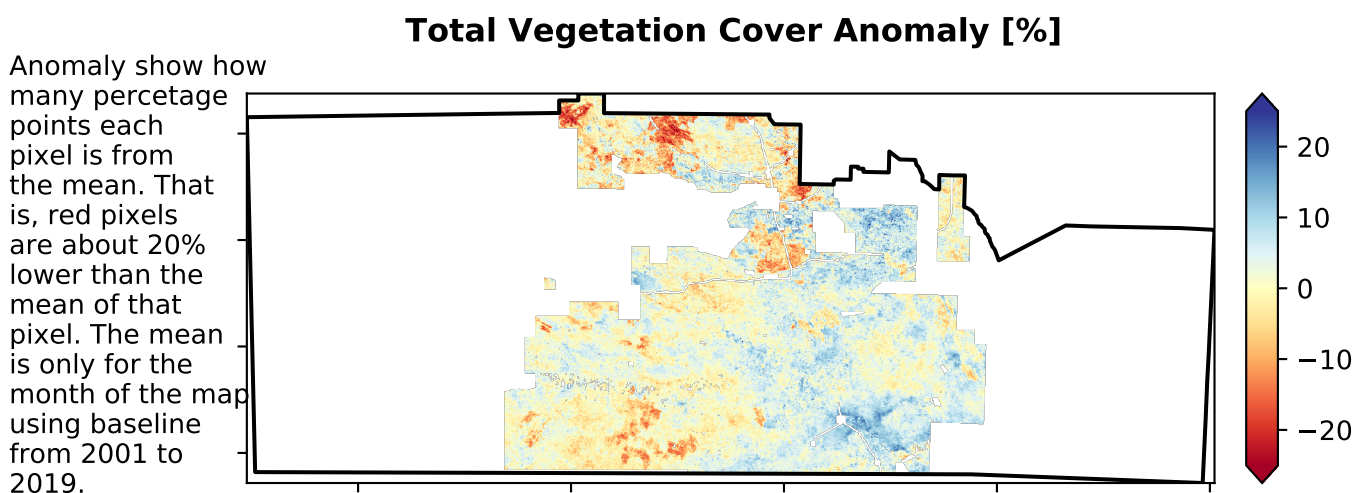 Total Vegetation Cover Anomaly [%]
Anomaly show how
many percetage
points each
pixel is from
the mean. That
is, red pixels
are about 20%
lower than the
mean of that
pixel. The mean
is only for the
month of the map
using baseline
from 2001 to
2019.
20
10
0
−10
−20